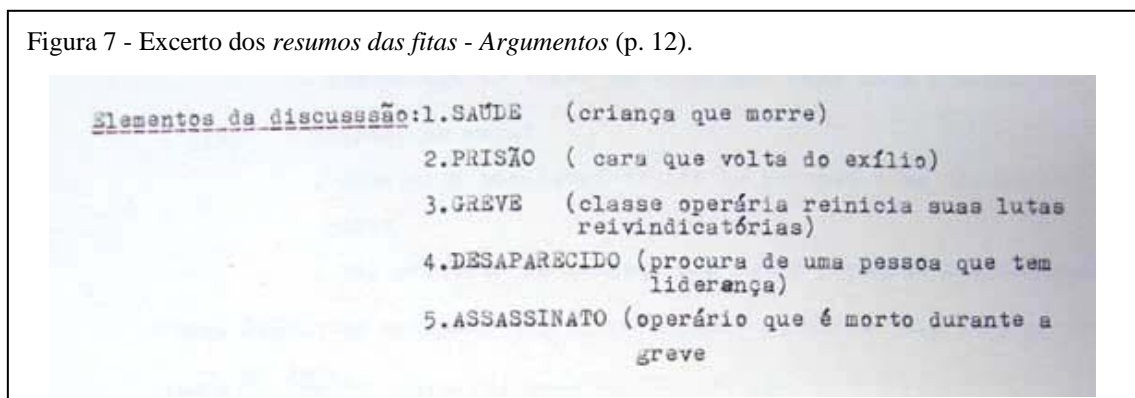 Figura 7 - Excerto dos resumos das fitas - Argumentos (p. 12).
Elementos da discusssão:1.SAÚDE (criança que morre)
2.PRISÃO ( cara que volta do exílio)
3.GREVE (classe operária reinicia suas lutas
reivindicatórias)
4.DESAPARECIDO (procura de uma pessoa que tem
liderança)
5.ASSASSINATO (operário que é morto durante a
greve